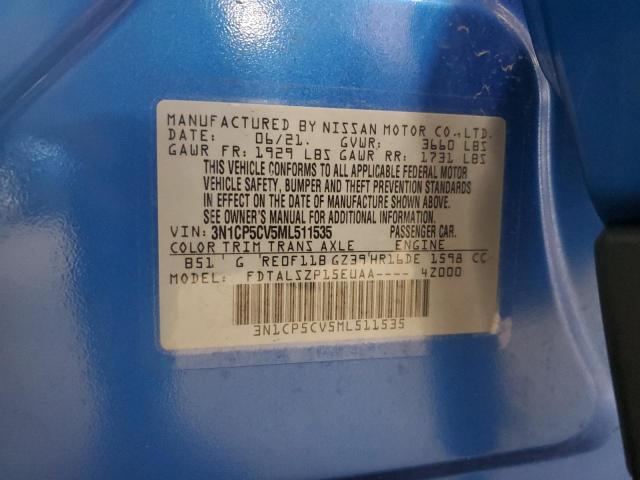 MANUFACTURED BY NISSAN MOTOR CO.,LTD.
DATE: 06/21. GVWR: 3660 LBS
GAWR FR: 1929 LBS GAWR RR: 1731 LBS
THIS VEHICLE CONFORMS TO ALL APPLICABLE FEDERAL MOTOR
VEHICLE SAFETY, BUMPER AND THEFT PREVENTION STANDARDS
IN EFFECT ON THE DATE OF MANUFACTURE SHOWN ABOVE.
SEE OWNER'S MANUAL FOR ADDITIONAL INFORMATION.
VIN: 3N1CP5CV5ML511535 PASSENGER CAR.
COLOR TRIM TRANS AXLE ENGINE
B51 G RE0F11B GZ39 HR16DE 1598 CC
MODEL: FDTALSZP15EUAA---- 4Z000
3N1CP5CV5ML511535